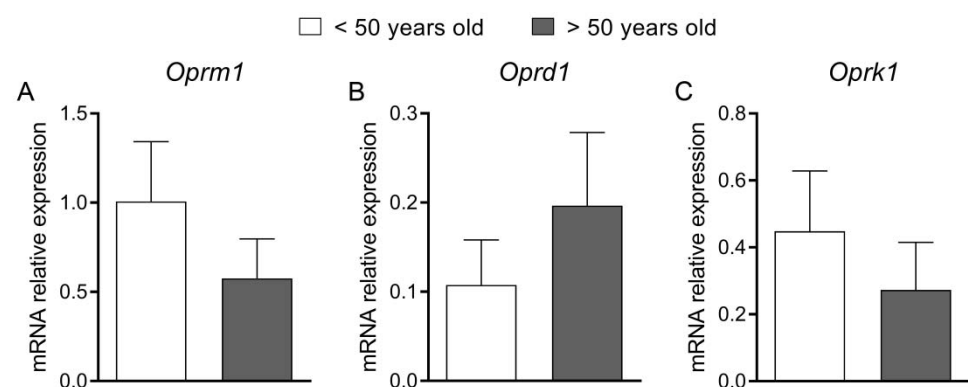 < 50 years old > 50 years old
Oprm1 Oprd1 Oprk1
A B C
mRNA relative expression
1.5
1.0
0.5
0.0
mRNA relative expression
0.3
0.2
0.1
0.0
mRNA relative expression
0.8
0.6
0.4
0.2
0.0